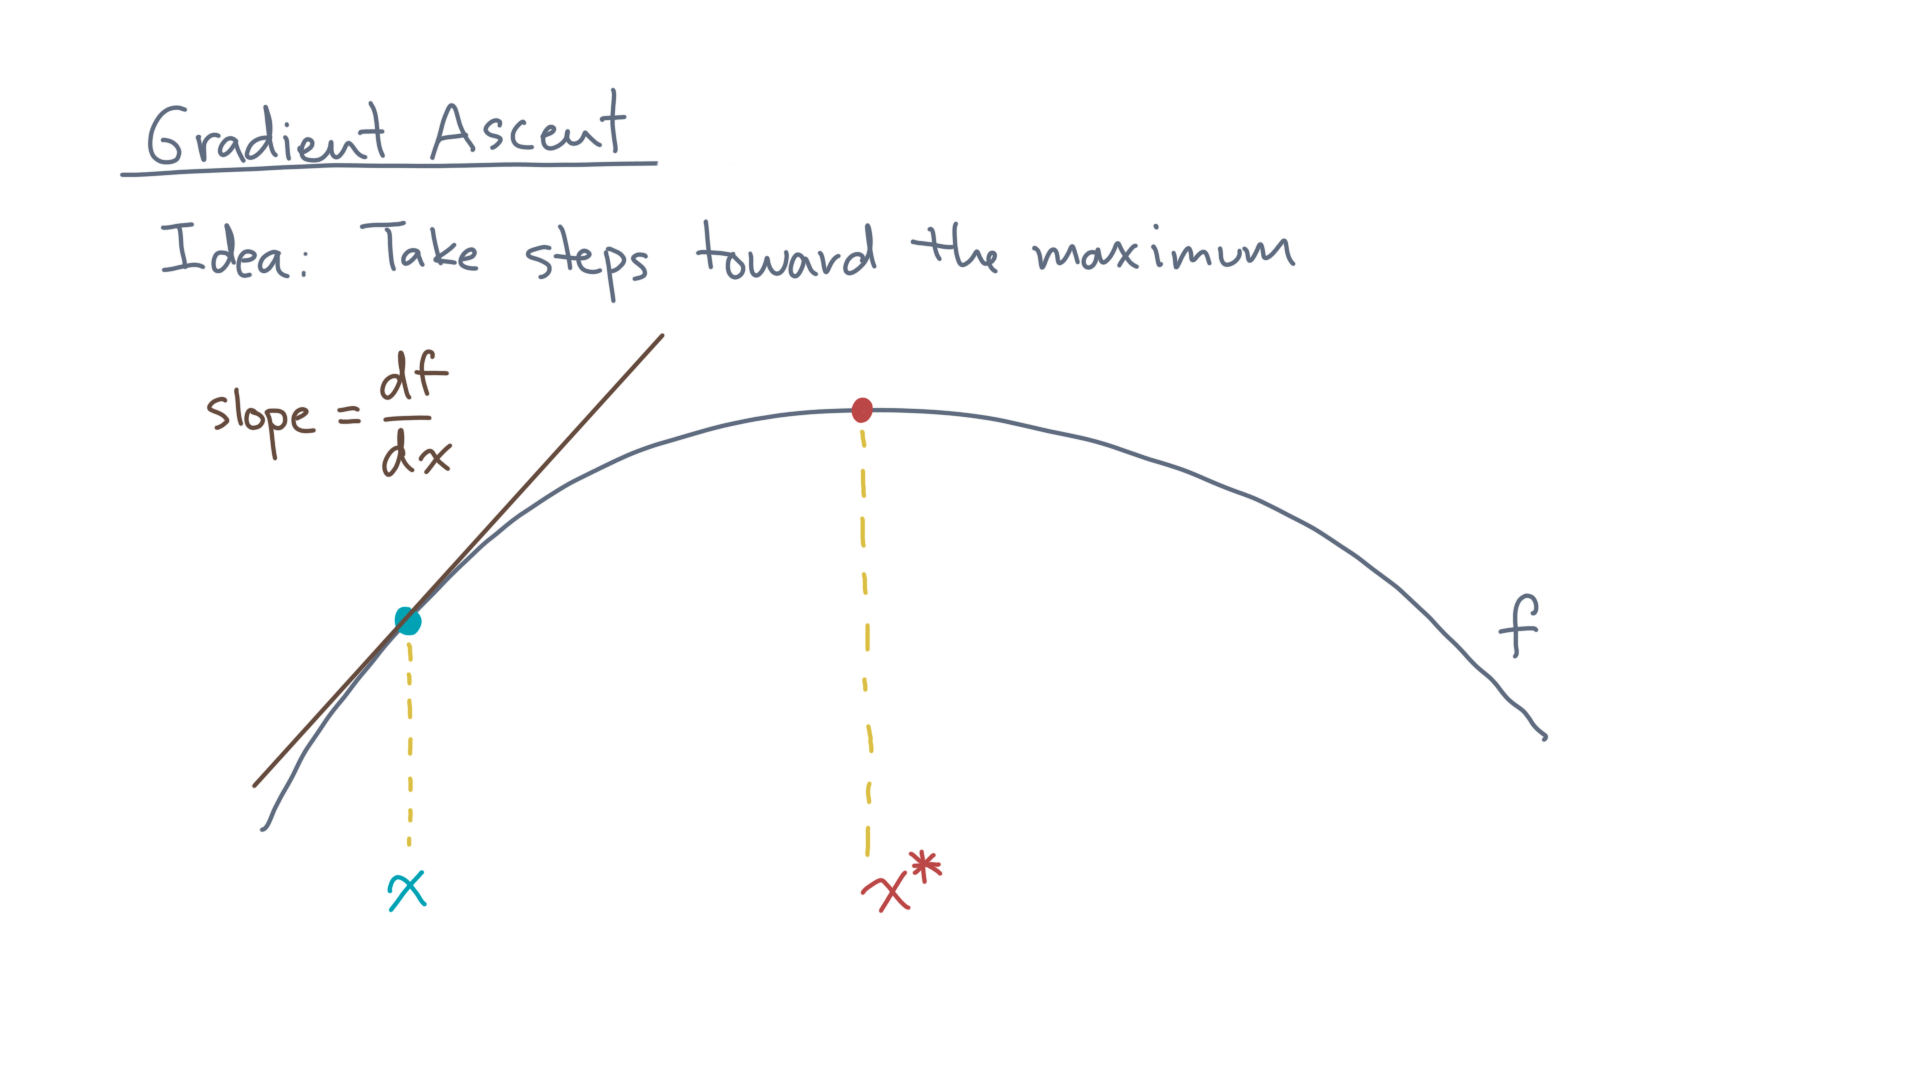 Gradient Ascent
Idea: Take steps toward the maximum
slope = df/dx
f
x
x*